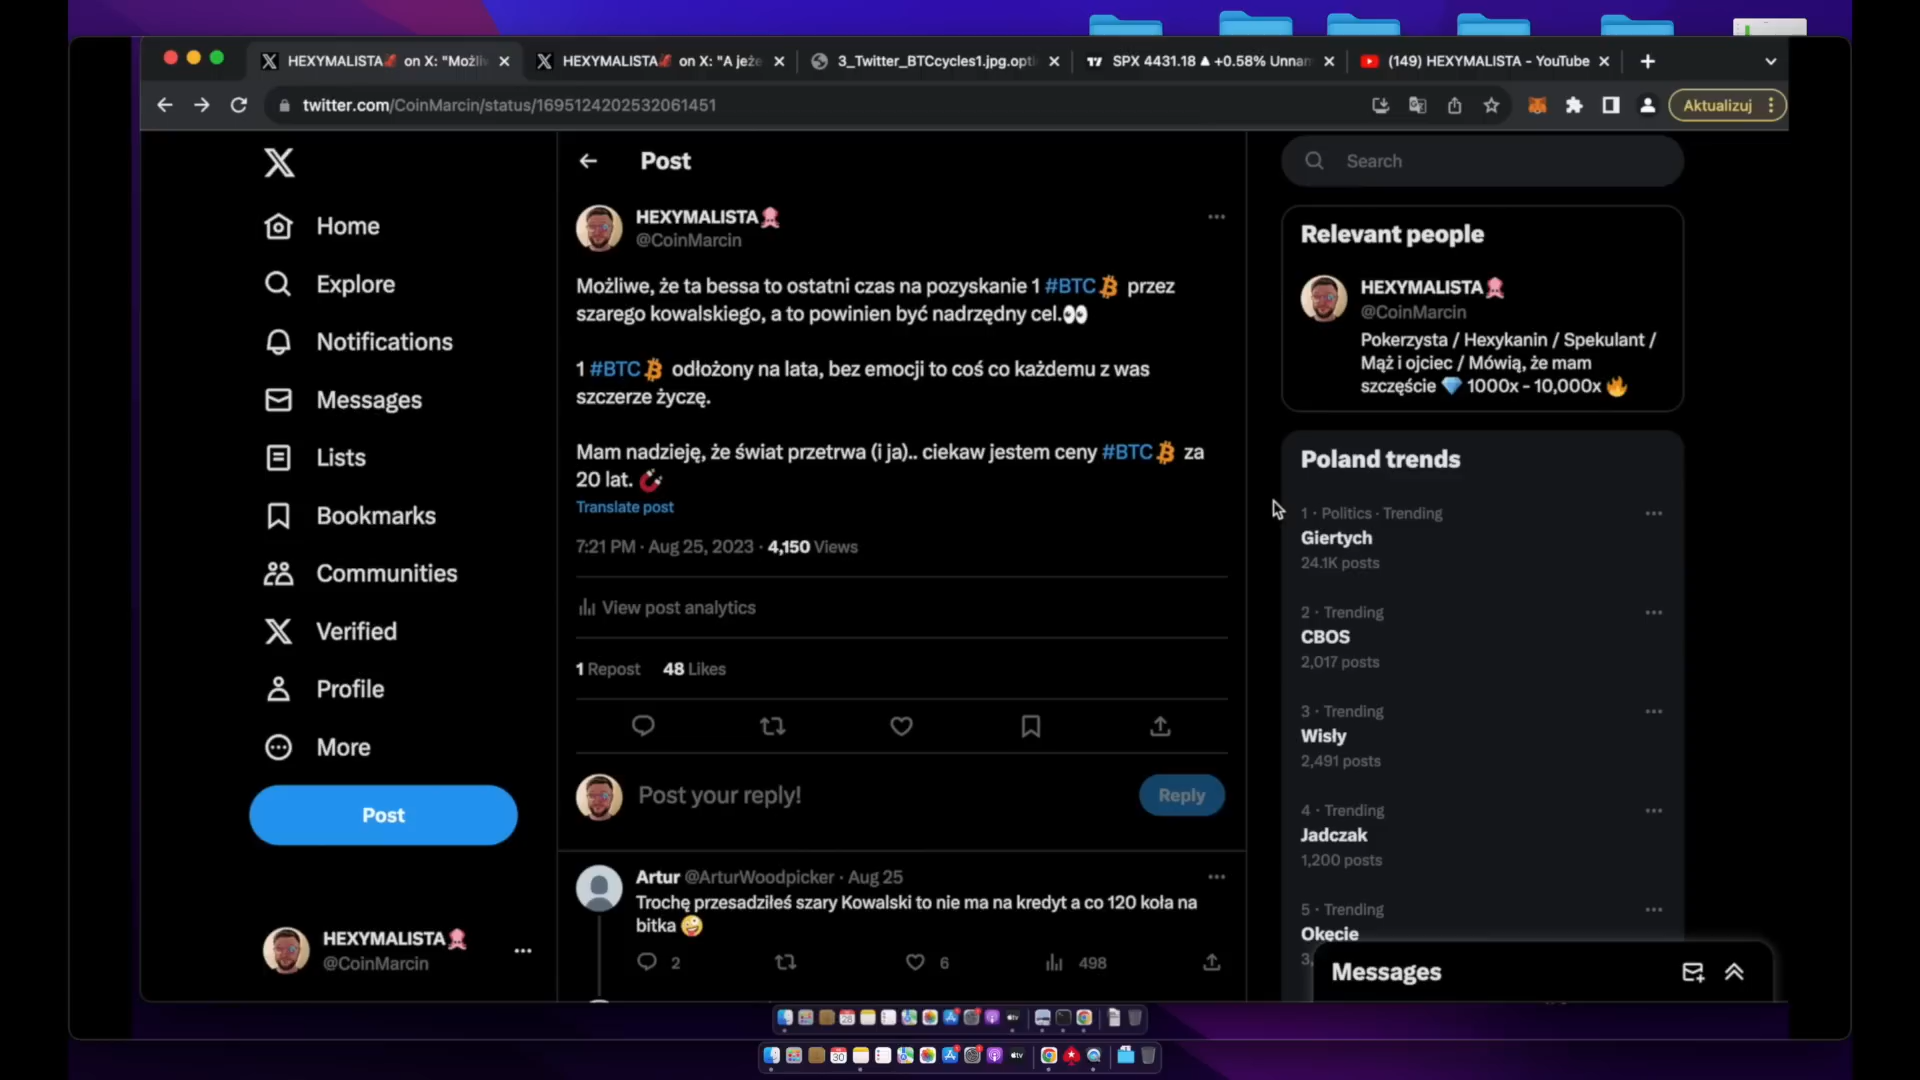 HEXYMALISTA on X: "Możliw
HEXYMALISTA on X: "A jeże
3_Twitter_BTCcycles1.jpg.opti
SPX 4431.18 ▲ +0.58% Unnam
(149) HEXYMALISTA - YouTube
twitter.com/CoinMarcin/status/1695124202532061451
Aktualizuj
Home
Explore
Notifications
Messages
Lists
Bookmarks
Communities
Verified
Profile
More
Post
HEXYMALISTA
@CoinMarcin
Post
HEXYMALISTA
@CoinMarcin
Możliwe, że ta bessa to ostatni czas na pozyskanie 1 #BTC przez
szarego kowalskiego, a to powinien być nadrzędny cel.👀
1 #BTC odłożony na lata, bez emocji to coś co każdemu z was
szczerze życzę.
Mam nadzieję, że świat przetrwa (i ja).. ciekaw jestem ceny #BTC za
20 lat.
Translate post
7:21 PM · Aug 25, 2023 · 4,150 Views
View post analytics
1 Repost 48 Likes
Post your reply!
Reply
Artur @ArturWoodpicker · Aug 25
Trochę przesadziłeś szary Kowalski to nie ma na kredyt a co 120 koła na
bitka 🤪
2 6 498
Search
Relevant people
HEXYMALISTA
@CoinMarcin
Pokerzysta / Hexykanin / Spekulant /
Mąż i ojciec / Mówią, że mam
szczęście 💎 1000x - 10,000x 🔥
Poland trends
1 · Politics · Trending
Giertych
24.1K posts
2 · Trending
CBOS
2,017 posts
3 · Trending
Wisły
2,491 posts
4 · Trending
Jadczak
1,200 posts
5 · Trending
Okęcie
Messages